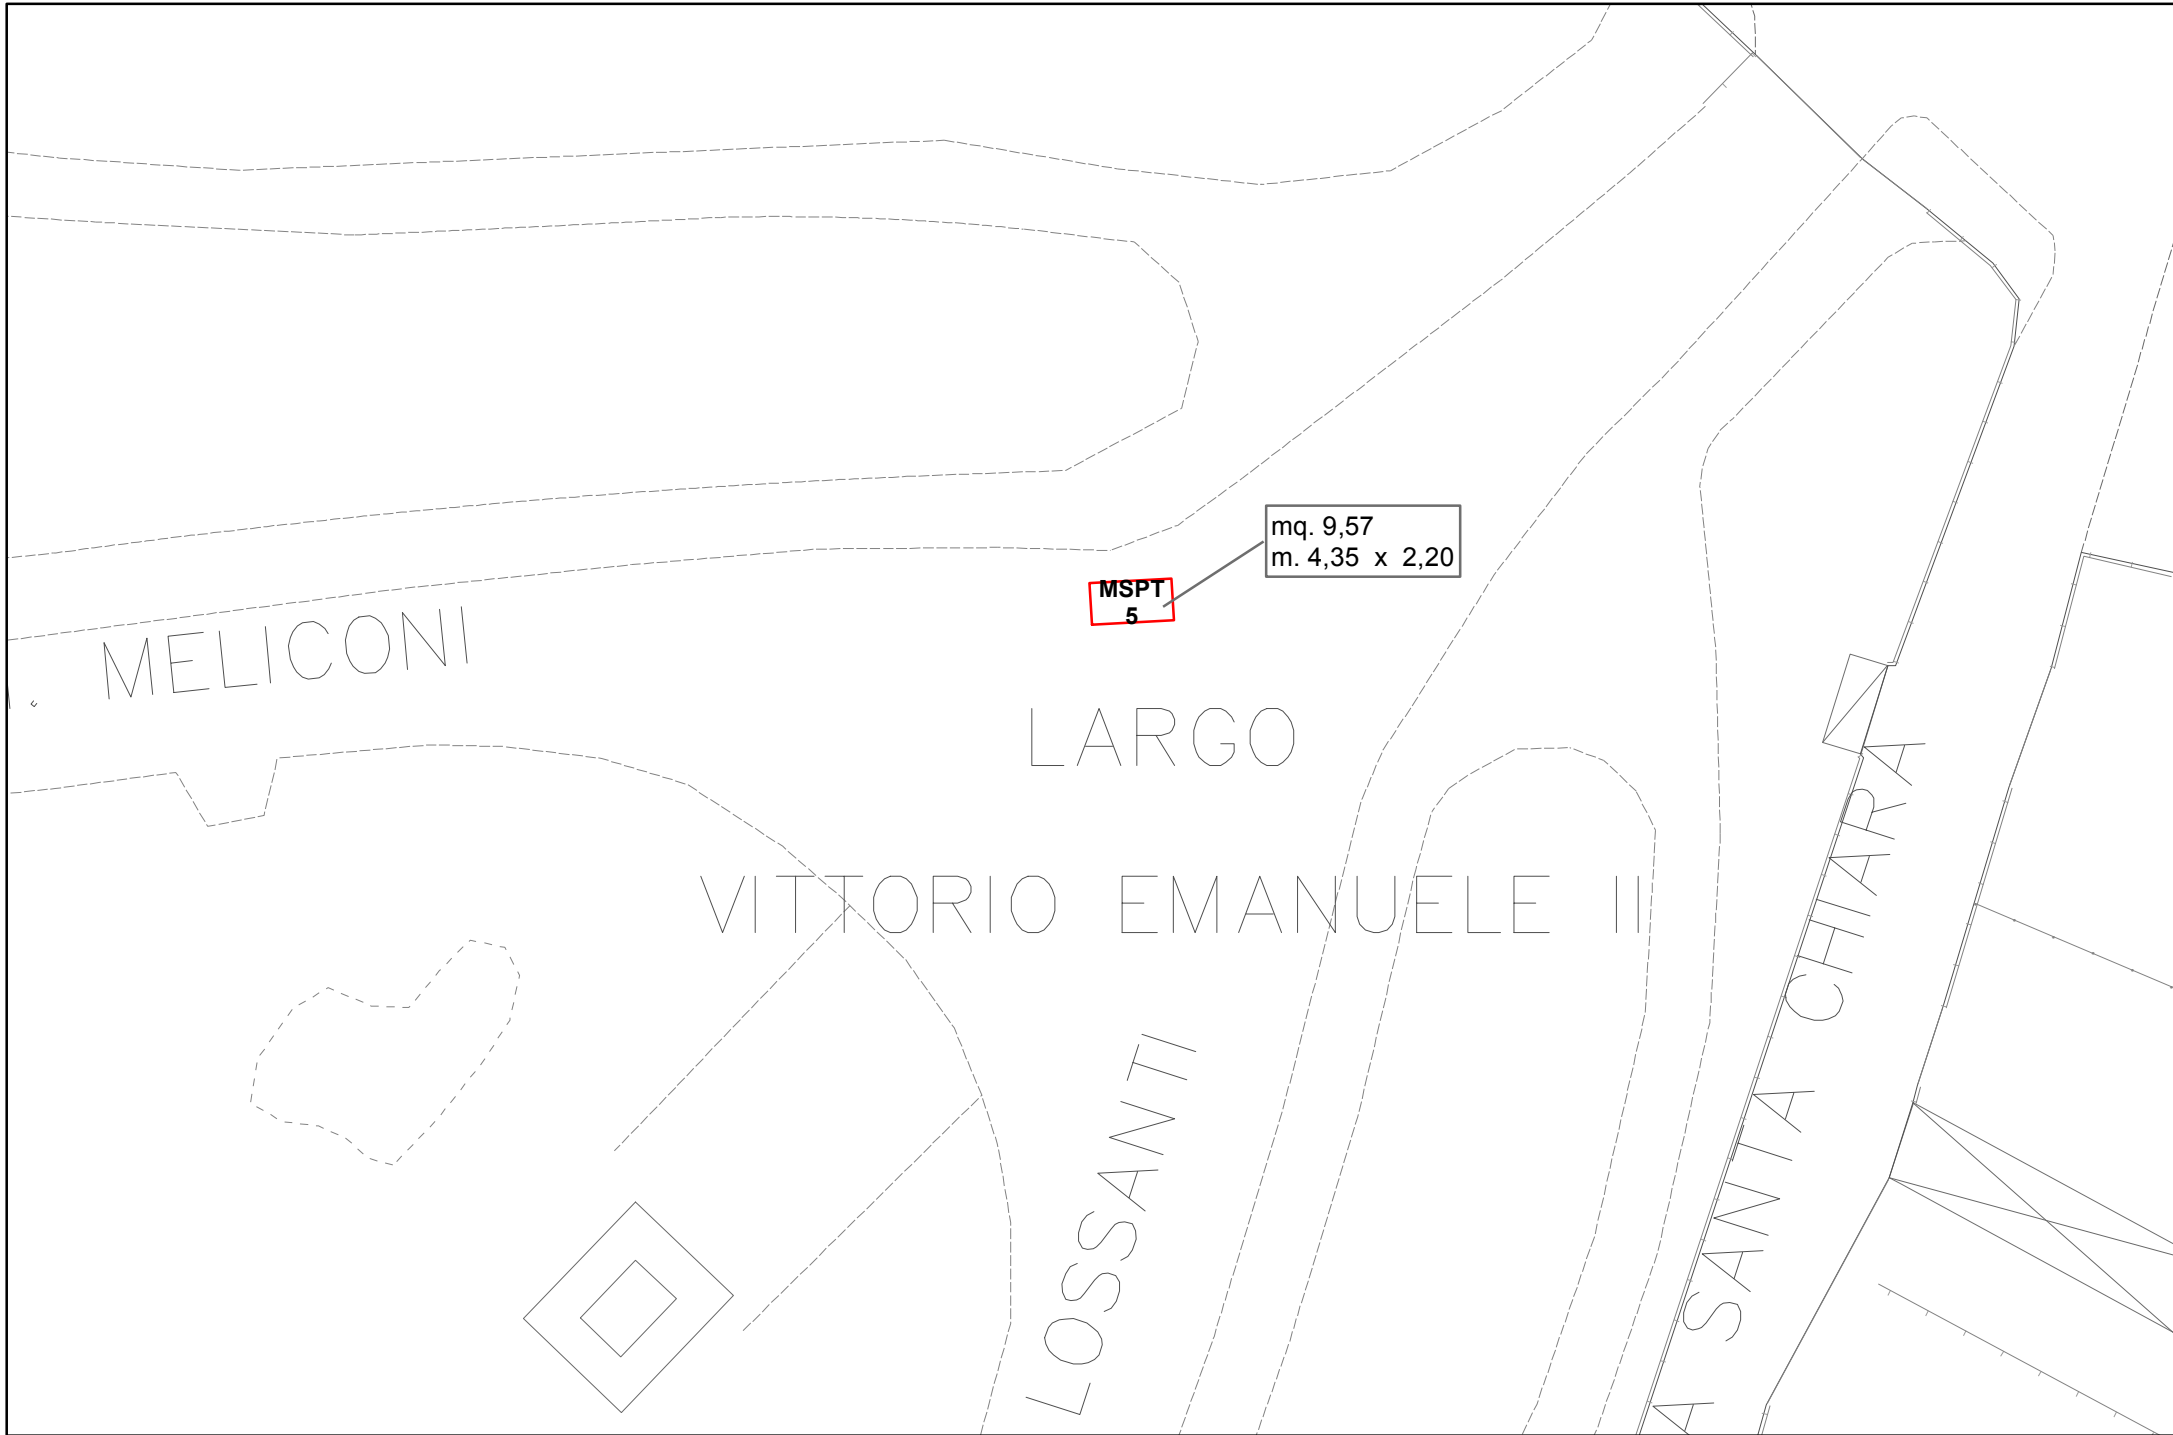 mq. 9,57
m. 4,35 x 2,20
MSPT
5
MELICONI
LARGO
VITTORIO EMANUELE II
LOSSANTI
A SANTA CHIARA